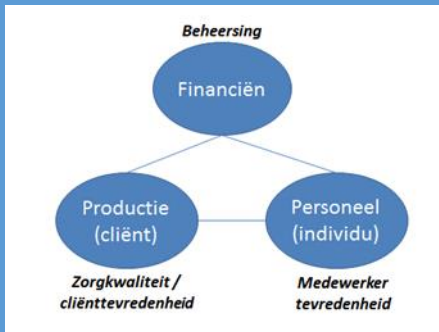 Beheersing
Financiën
Productie
(cliënt)
Personeel
(individu)
Zorgkwaliteit /
cliënttevredenheid
Medewerker
tevredenheid